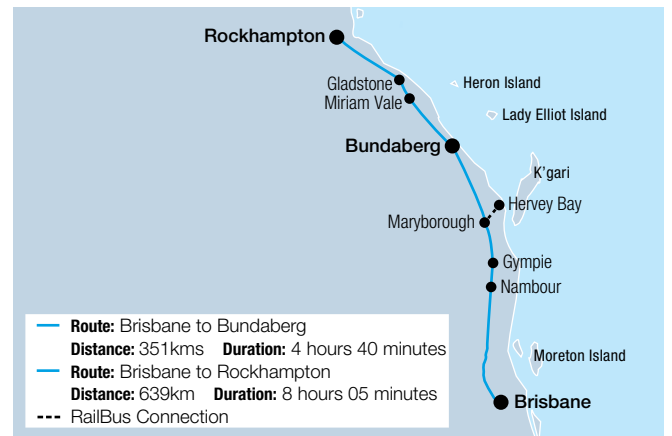 Rockhampton
Gladstone
Heron Island
Miriam Vale
Lady Elliot Island
Bundaberg
K'gari
Hervey Bay
Maryborough
Gympie
Nambour
Route: Brisbane to Bundaberg
Distance: 351kms Duration: 4 hours 40 minutes
Moreton Island
Route: Brisbane to Rockhampton
Distance: 639km Duration: 8 hours 05 minutes
Brisbane
RailBus Connection